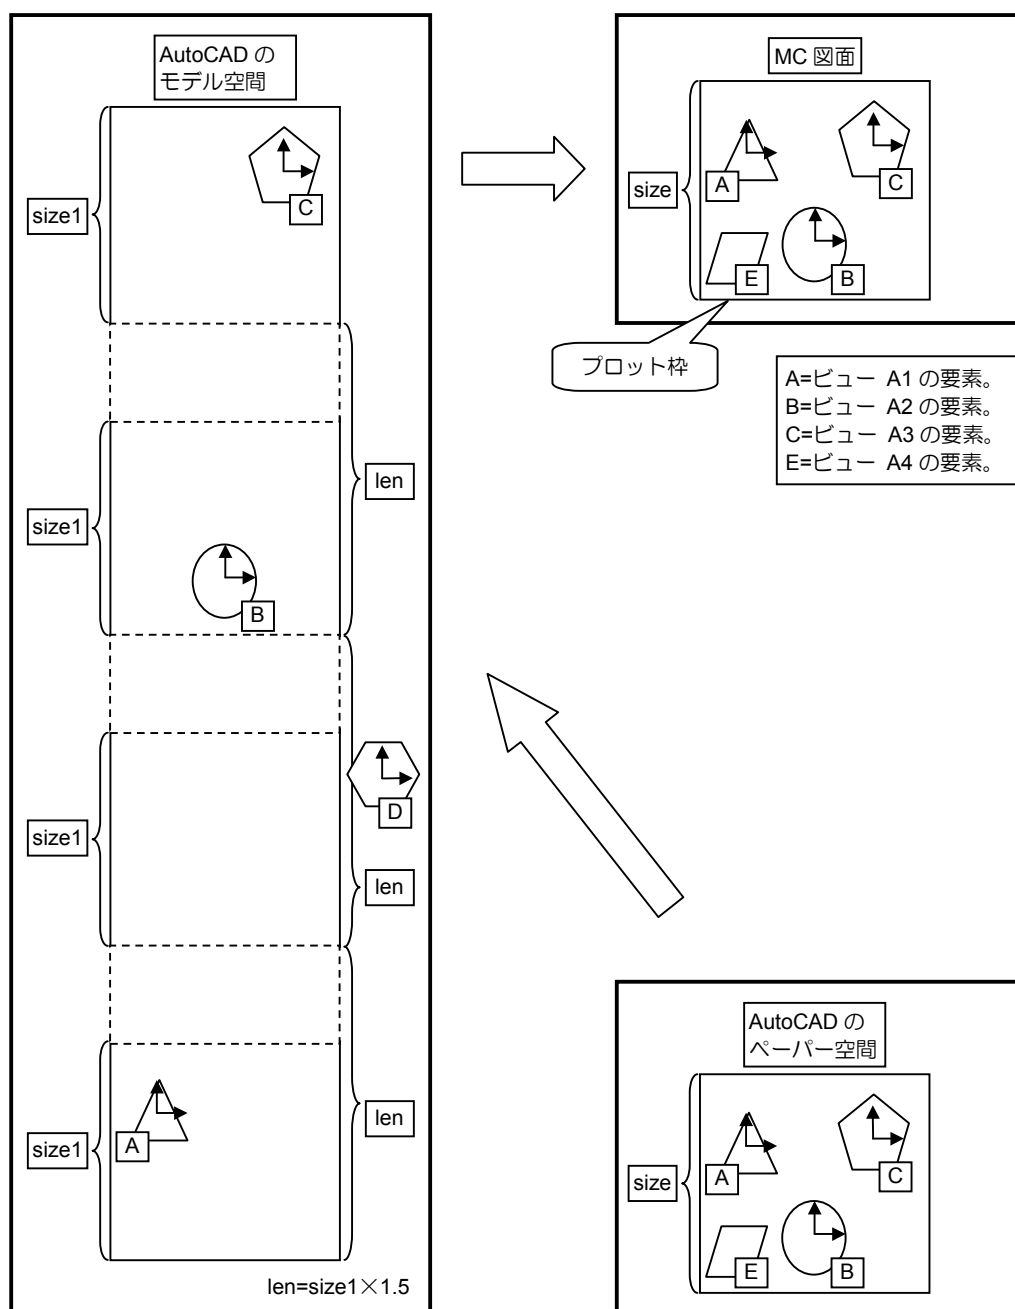 AutoCAD の
モデル空間
C
size1
len
size1
B
D
size1
len
A
size1
len
len=size1×1.5
MC 図面
A
C
size
E
B
プロット枠
A=ビュー A1 の要素。
B=ビュー A2 の要素。
C=ビュー A3 の要素。
E=ビュー A4 の要素。
AutoCAD の
ペーパー空間
A
C
size
E
B